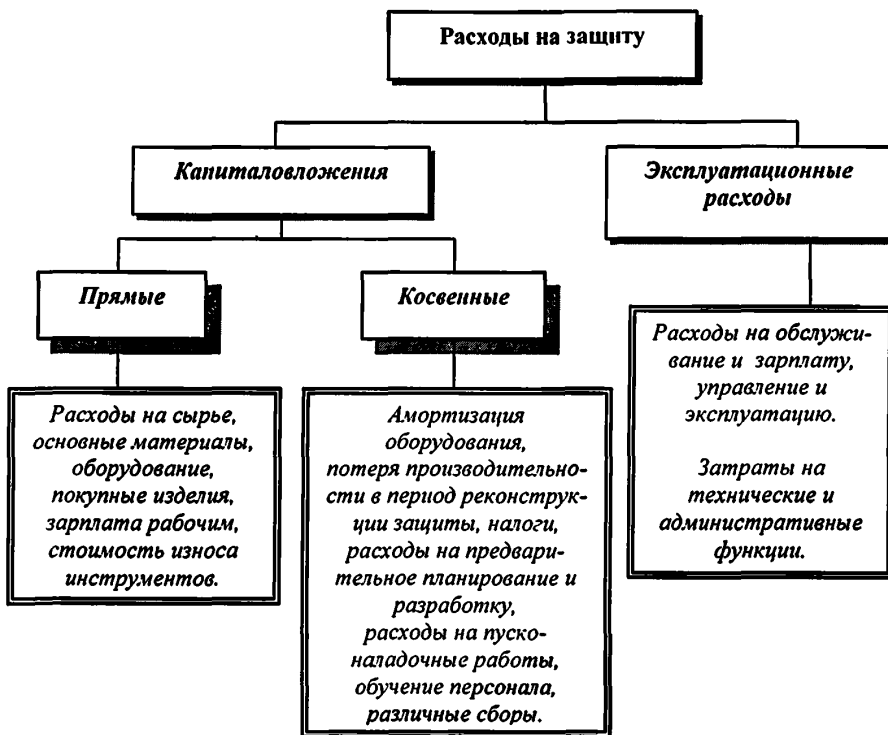 Расходы на защиту
Капиталовложения
Эксплуатационные
расходы
Прямые
Косвенные
Расходы на сырье,
основные материалы,
оборудование,
покупные изделия,
зарплата рабочим,
стоимость износа
инструментов.
Амортизация
оборудования,
потеря производительно-
сти в период реконструк-
ции защиты, налоги,
расходы на предвари-
тельное планирование и
разработку,
расходы на пуско-
наладочные работы,
обучение персонала,
различные сборы.
Расходы на обслужи-
вание и зарплату,
управление и
эксплуатацию.
Затраты на
технические и
административные
функции.